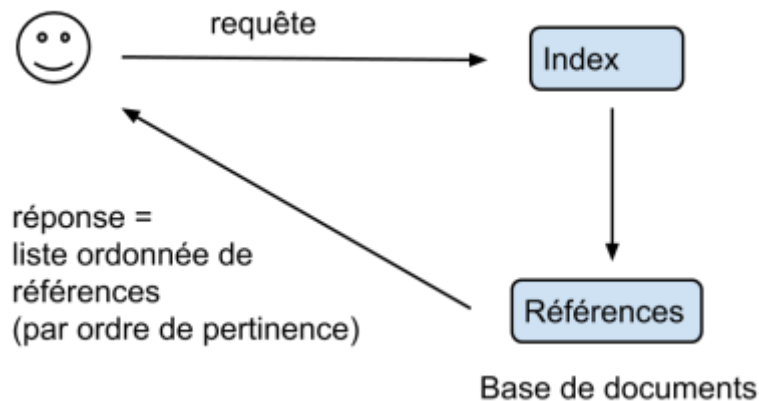 requête
Index
réponse =
liste ordonnée de
références
(par ordre de pertinence)
Références
Base de documents